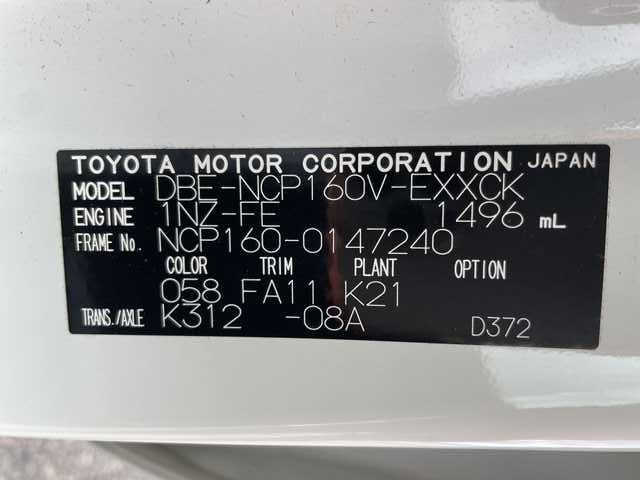 TOYOTA MOTOR CORPORATION JAPAN
MODEL DBE-NCP160V-EXXCK
ENGINE 1NZ-FE 1496 mL
FRAME No. NCP160-0147240
COLOR TRIM PLANT OPTION
058 FA11 K21
TRANS./AXLE K312 -08A D372